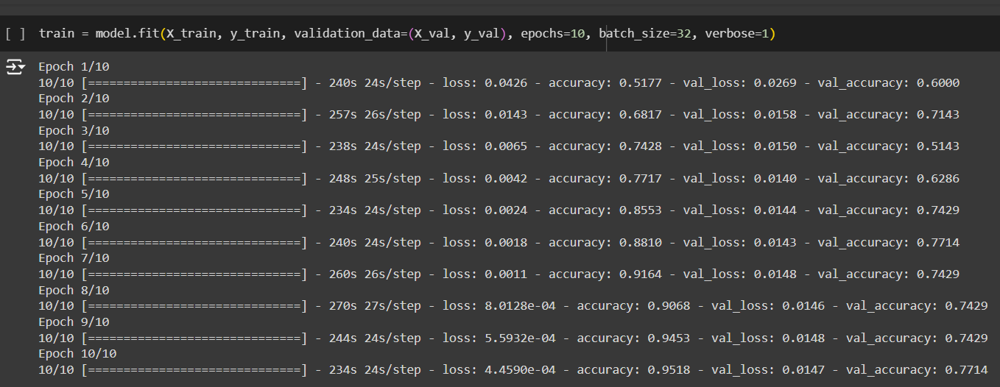 [ ] train = model.fit(X_train, y_train, validation_data=(X_val, y_val), epochs=10, batch_size=32, verbose=1)
Epoch 1/10
10/10 [==============================] - 240s 24s/step - loss: 0.0426 - accuracy: 0.5177 - val_loss: 0.0269 - val_accuracy: 0.6000
Epoch 2/10
10/10 [==============================] - 257s 26s/step - loss: 0.0143 - accuracy: 0.6817 - val_loss: 0.0158 - val_accuracy: 0.7143
Epoch 3/10
10/10 [==============================] - 238s 24s/step - loss: 0.0065 - accuracy: 0.7428 - val_loss: 0.0150 - val_accuracy: 0.5143
Epoch 4/10
10/10 [==============================] - 248s 25s/step - loss: 0.0042 - accuracy: 0.7717 - val_loss: 0.0140 - val_accuracy: 0.6286
Epoch 5/10
10/10 [==============================] - 234s 24s/step - loss: 0.0024 - accuracy: 0.8553 - val_loss: 0.0144 - val_accuracy: 0.7429
Epoch 6/10
10/10 [==============================] - 240s 24s/step - loss: 0.0018 - accuracy: 0.8810 - val_loss: 0.0143 - val_accuracy: 0.7714
Epoch 7/10
10/10 [==============================] - 260s 26s/step - loss: 0.0011 - accuracy: 0.9164 - val_loss: 0.0148 - val_accuracy: 0.7429
Epoch 8/10
10/10 [==============================] - 270s 27s/step - loss: 8.0128e-04 - accuracy: 0.9068 - val_loss: 0.0146 - val_accuracy: 0.7429
Epoch 9/10
10/10 [==============================] - 244s 24s/step - loss: 5.5932e-04 - accuracy: 0.9453 - val_loss: 0.0148 - val_accuracy: 0.7429
Epoch 10/10
10/10 [==============================] - 234s 24s/step - loss: 4.4590e-04 - accuracy: 0.9518 - val_loss: 0.0147 - val_accuracy: 0.7714